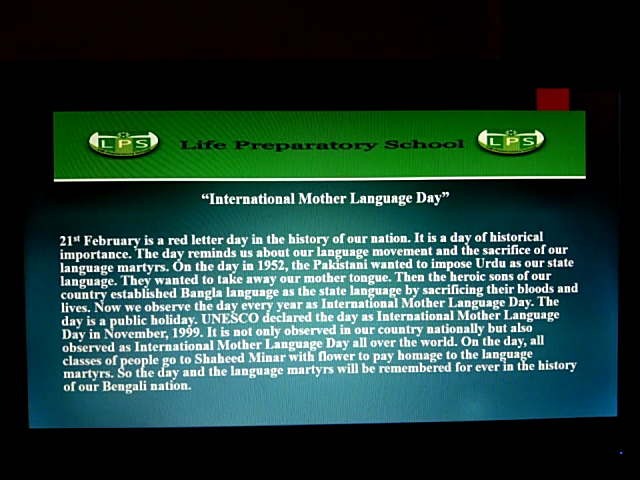 LPS Life Preparatory School LPS
“International Mother Language Day”
21st February is a red letter day in the history of our nation. It is a day of historical
importance. The day reminds us about our language movement and the sacrifice of our
language martyrs. On the day in 1952, the Pakistani wanted to impose Urdu as our state
language. They wanted to take away our mother tongue. Then the heroic sons of our
country established Bangla language as the state language by sacrificing their bloods and
lives. Now we observe the day every year as International Mother Language Day. The
day is a public holiday. UNESCO declared the day as International Mother Language
Day in November, 1999. It is not only observed in our country nationally but also
observed as International Mother Language Day all over the world. On the day, all
classes of people go to Shaheed Minar with flower to pay homage to the language
martyrs. So the day and the language martyrs will be remembered for ever in the history
of our Bengali nation.